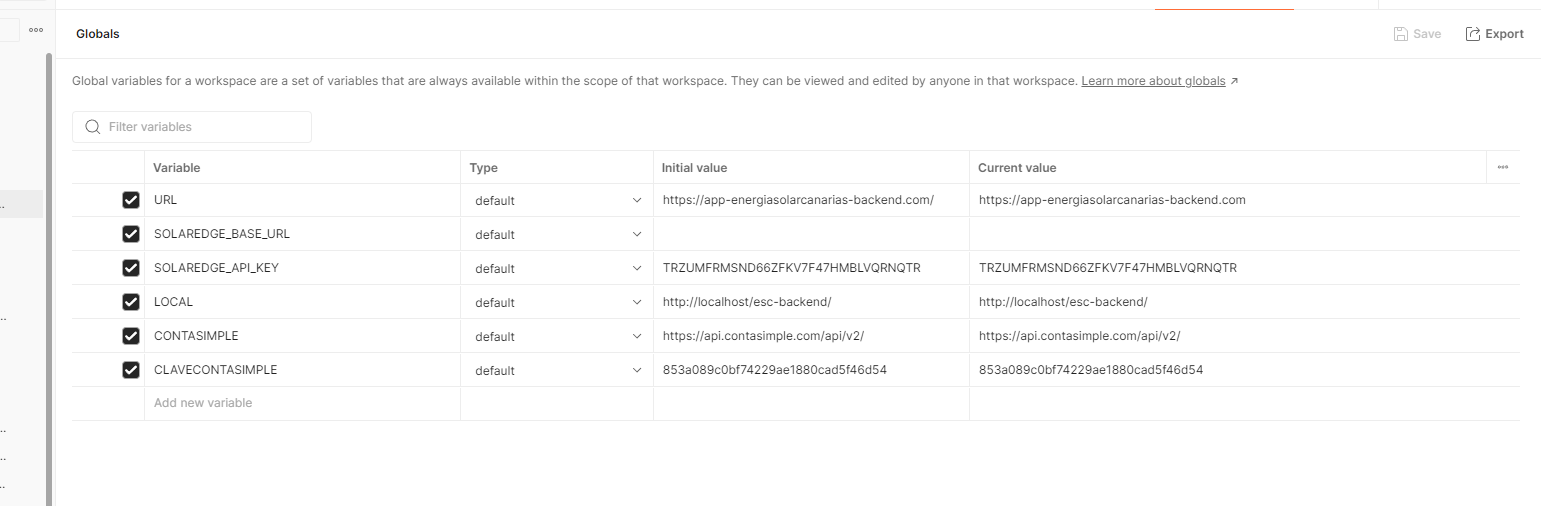 Globals
Save
Export
Global variables for a workspace are a set of variables that are always available within the scope of that workspace. They can be viewed and edited by anyone in that workspace. Learn more about globals ↗
Filter variables
Variable Type Initial value Current value
URL default https://app-energiasolarcanarias-backend.com/ https://app-energiasolarcanarias-backend.com
SOLAREDGE_BASE_URL default
SOLAREDGE_API_KEY default TRZUMFRMSND66ZFKV7F47HMBLVQRNQTR TRZUMFRMSND66ZFKV7F47HMBLVQRNQTR
LOCAL default http://localhost/esc-backend/ http://localhost/esc-backend/
CONTASIMPLE default https://api.contasimple.com/api/v2/ https://api.contasimple.com/api/v2/
CLAVECONTASIMPLE default 853a089c0bf74229ae1880cad5f46d54 853a089c0bf74229ae1880cad5f46d54
Add new variable